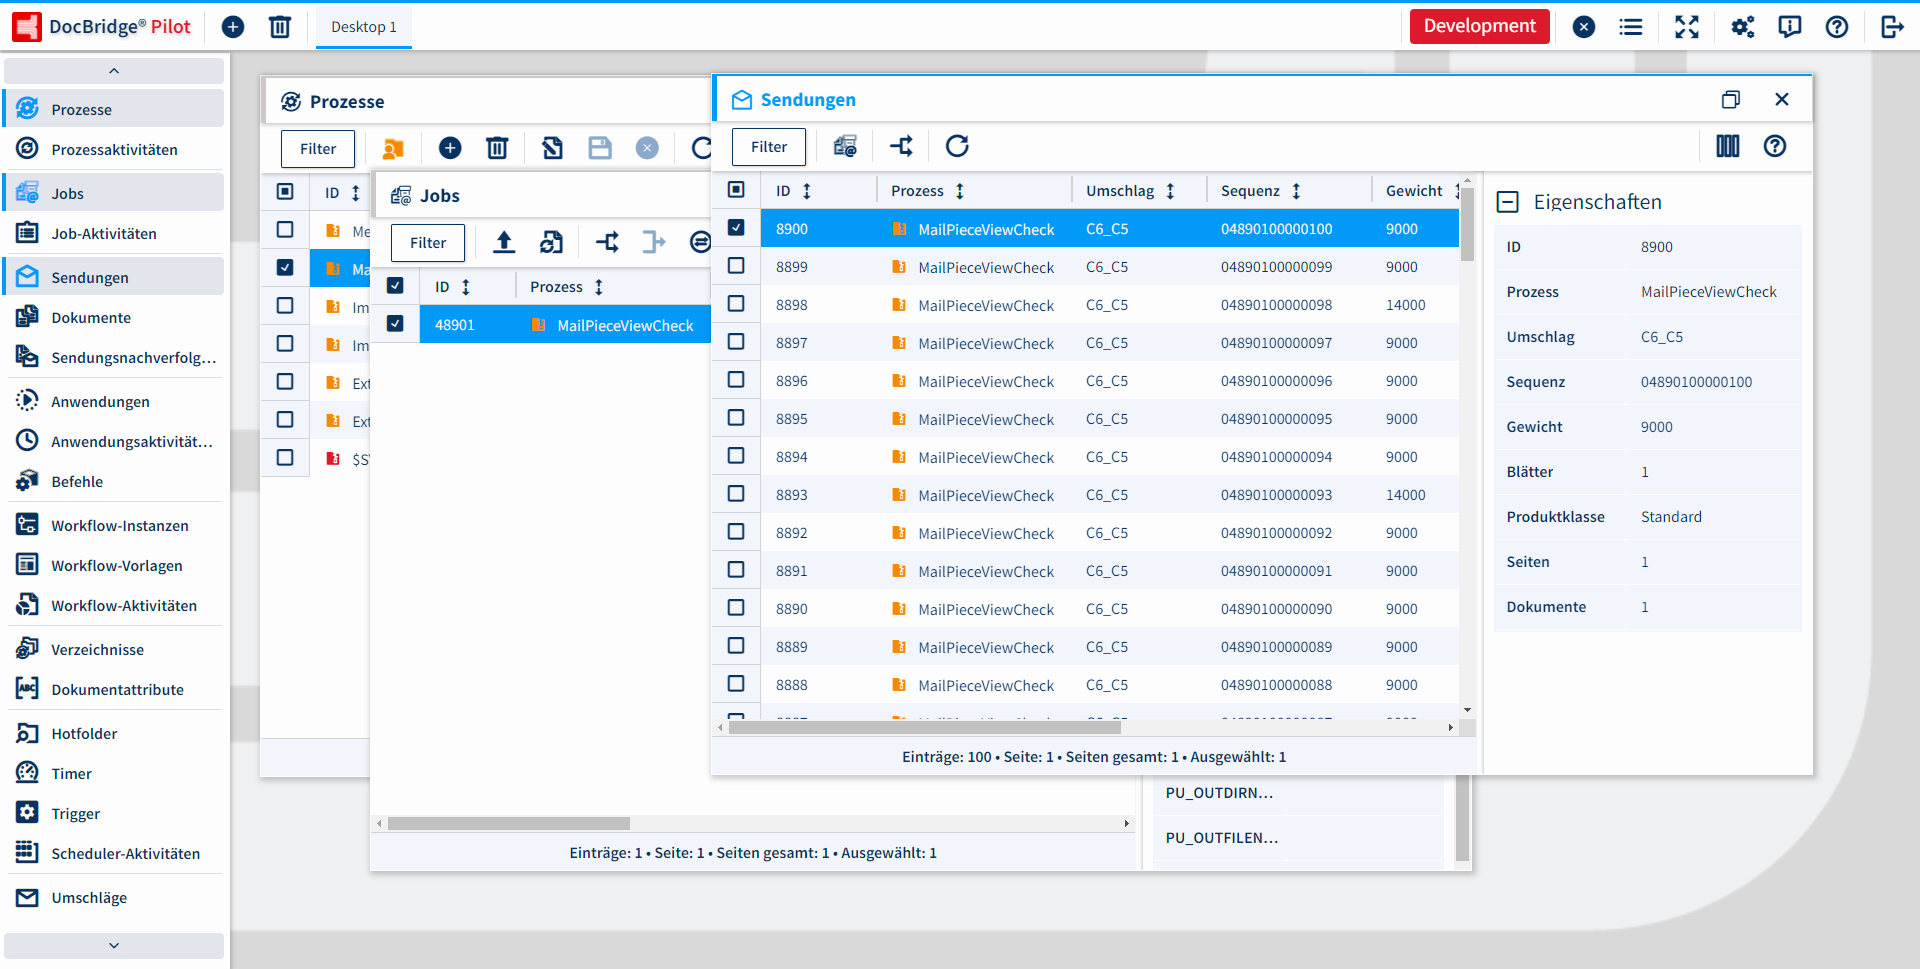 DocBridge® Pilot
Desktop 1
Development
Prozesse
Prozessaktivitäten
Jobs
Job-Aktivitäten
Sendungen
Dokumente
Sendungsnachverfolg...
Anwendungen
Anwendungsaktivität...
Befehle
Workflow-Instanzen
Workflow-Vorlagen
Workflow-Aktivitäten
Verzeichnisse
Dokumentattribute
Hotfolder
Timer
Trigger
Scheduler-Aktivitäten
Umschläge
Prozesse
Filter
ID
Me
Ma
Im
Im
Ext
Ext
Jobs
Filter
ID Prozess
48901 MailPieceViewCheck
Einträge: 1 • Seite: 1 • Seiten gesamt: 1 • Ausgewählt: 1
PU_OUTDIRN...
PU_OUTFILEN...
Sendungen
Filter
ID Prozess Umschlag Sequenz Gewicht
8900 MailPieceViewCheck C6_C5 04890100000100 9000
8899 MailPieceViewCheck C6_C5 04890100000099 9000
8898 MailPieceViewCheck C6_C5 04890100000098 14000
8897 MailPieceViewCheck C6_C5 04890100000097 9000
8896 MailPieceViewCheck C6_C5 04890100000096 9000
8895 MailPieceViewCheck C6_C5 04890100000095 9000
8894 MailPieceViewCheck C6_C5 04890100000094 9000
8893 MailPieceViewCheck C6_C5 04890100000093 14000
8892 MailPieceViewCheck C6_C5 04890100000092 9000
8891 MailPieceViewCheck C6_C5 04890100000091 9000
8890 MailPieceViewCheck C6_C5 04890100000090 9000
8889 MailPieceViewCheck C6_C5 04890100000089 9000
8888 MailPieceViewCheck C6_C5 04890100000088 9000
Einträge: 100 • Seite: 1 • Seiten gesamt: 1 • Ausgewählt: 1
Eigenschaften
ID 8900
Prozess MailPieceViewCheck
Umschlag C6_C5
Sequenz 04890100000100
Gewicht 9000
Blätter 1
Produktklasse Standard
Seiten 1
Dokumente 1